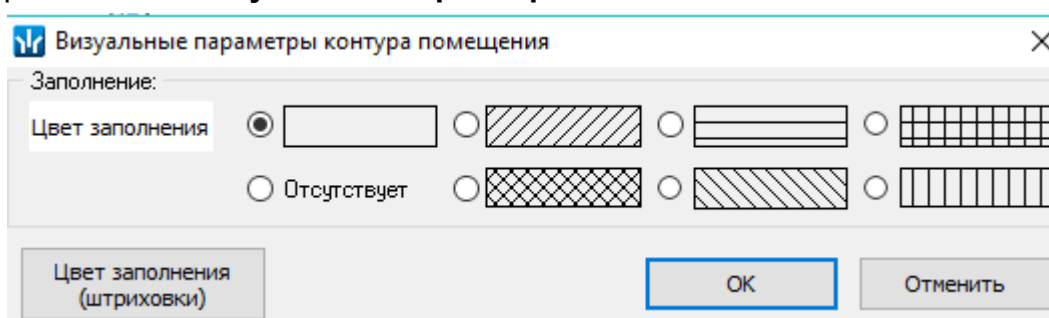 Визуальные параметры контура помещения
Заполнение:
Цвет заполнения
Отсутствует
Цвет заполнения
(штриховки)
OK
Отменить